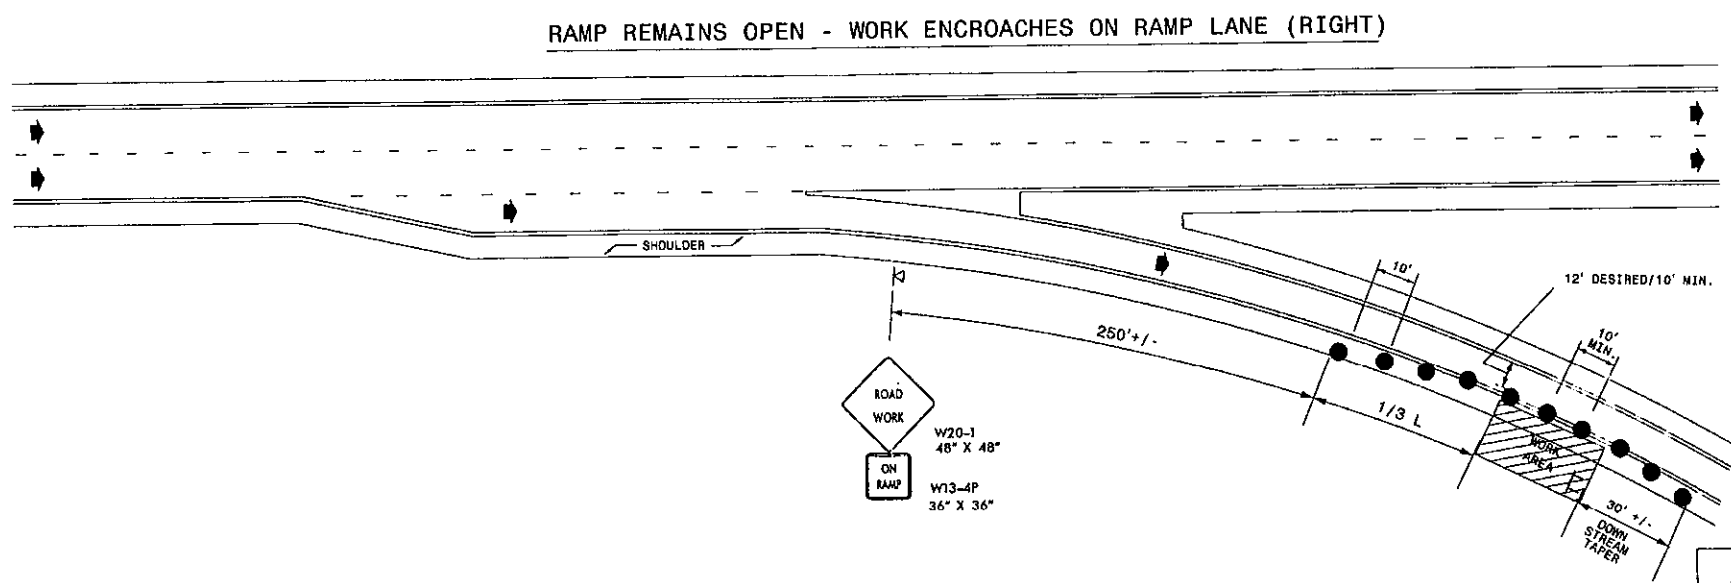 RAMP REMAINS OPEN - WORK ENCROACHES ON RAMP LANE (RIGHT)
SHOULDER
10'
12' DESIRED/10' MIN.
250'+/-
10'
MIN.
ROAD
WORK
1/3 L
W20-1
48" X 48"
WORK
AREA
ON
RAMP
W13-4P
36" X 36"
30' +/-
DOWN
STREAM
TAPER